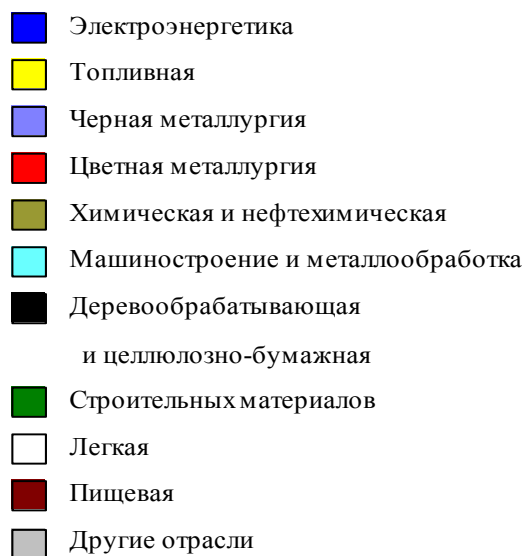 Электроэнергетика
Топливная
Черная металлургия
Цветная металлургия
Химическая и нефтехимическая
Машиностроение и металлообработка
Деревообрабатывающая
и целлюлозно-бумажная
Строительных материалов
Легкая
Пищевая
Другие отрасли